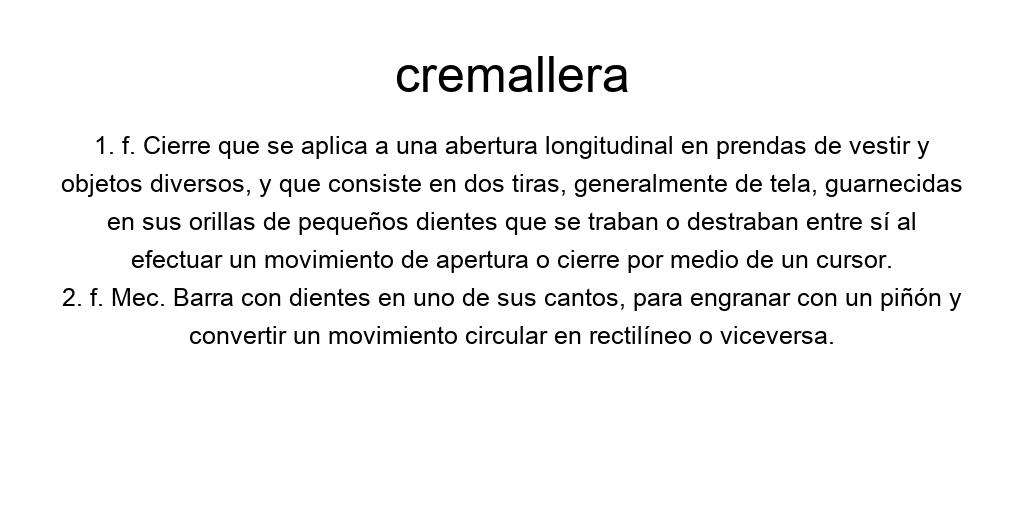 cremallera
1. f. Cierre que se aplica a una abertura longitudinal en prendas de vestir y
objetos diversos, y que consiste en dos tiras, generalmente de tela, guarnecidas
en sus orillas de pequeños dientes que se traban o destraban entre sí al
efectuar un movimiento de apertura o cierre por medio de un cursor.
2. f. Mec. Barra con dientes en uno de sus cantos, para engranar con un piñón y
convertir un movimiento circular en rectilíneo o viceversa.